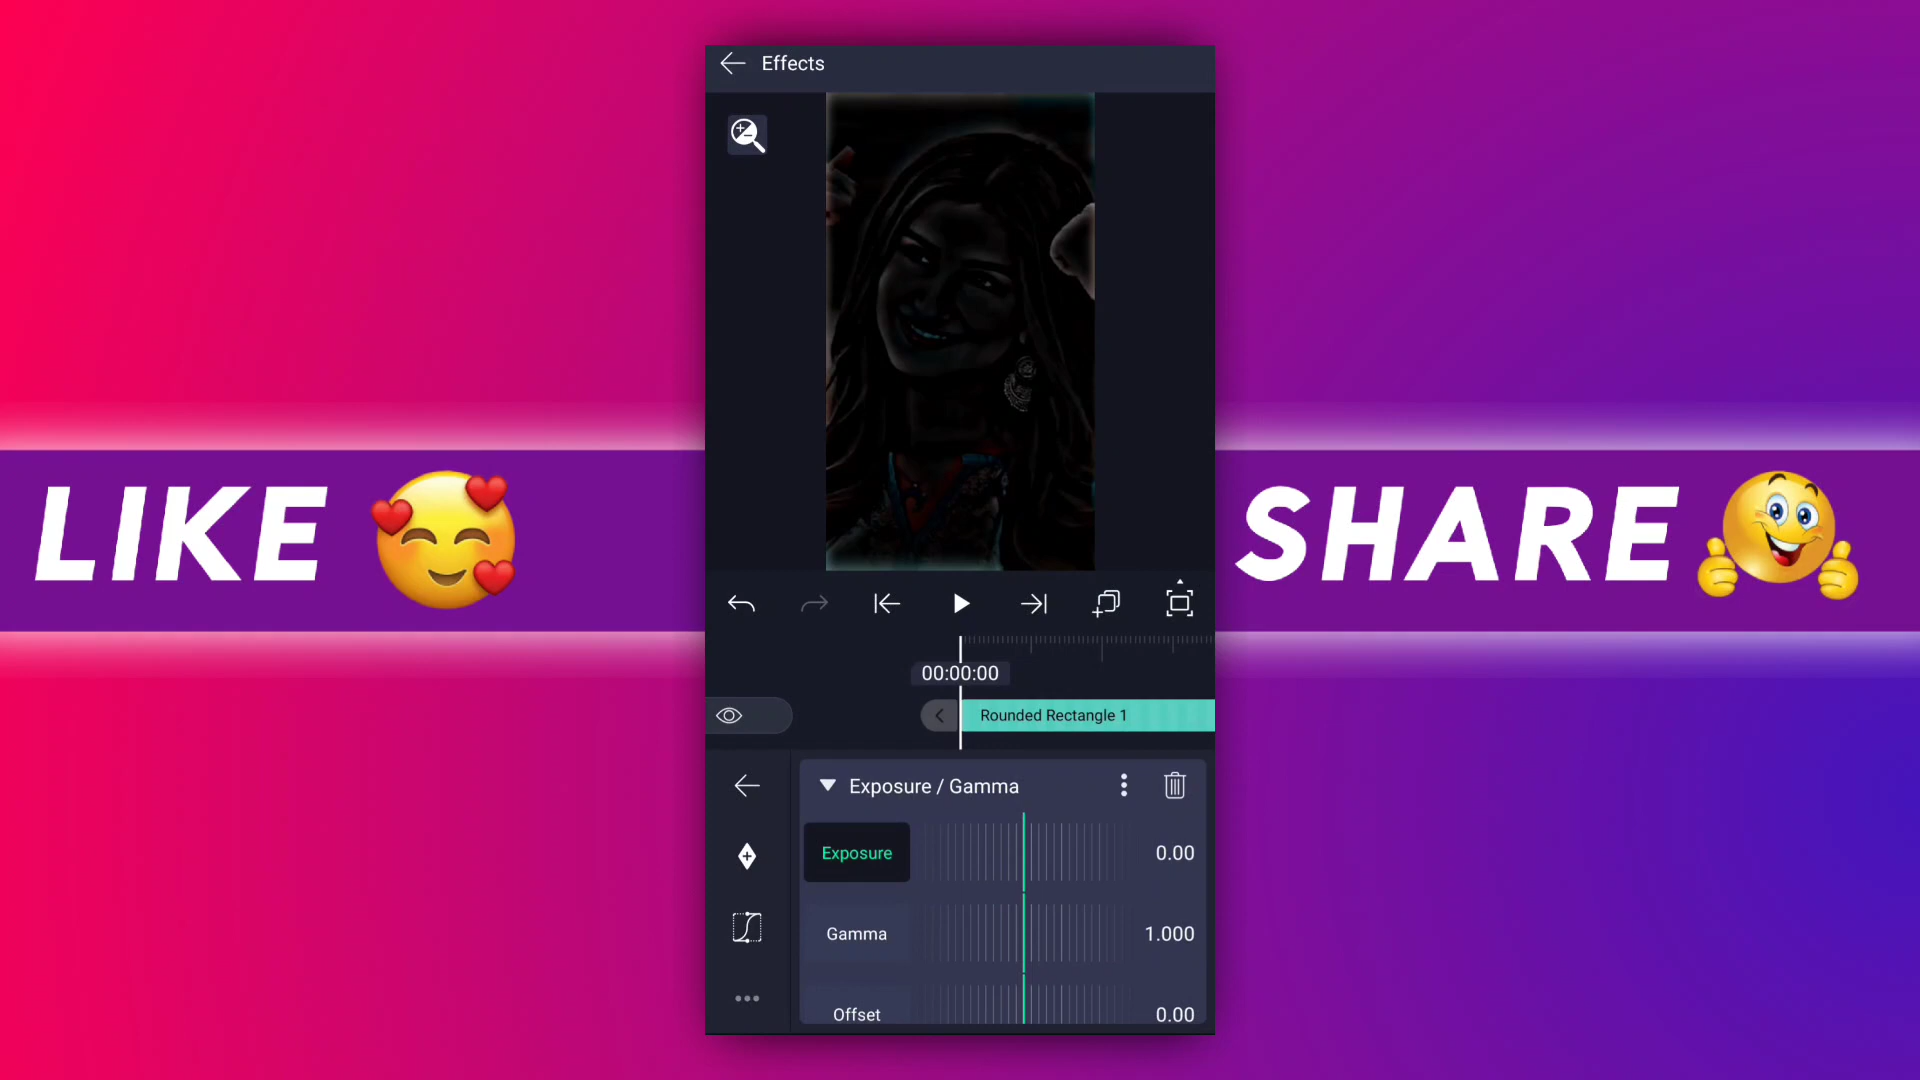 Effects
LIKE
SHARE
00:00:00
Rounded Rectangle 1
Exposure / Gamma
Exposure
0.00
Gamma
1.000
Offset
0.00